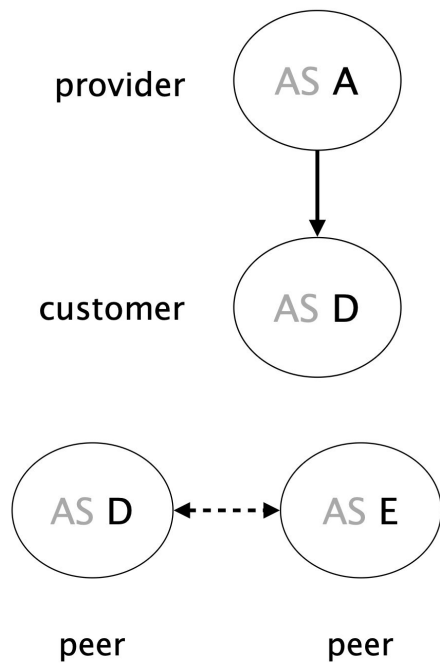 provider
AS A
customer
AS D
AS D
AS E
peer
peer